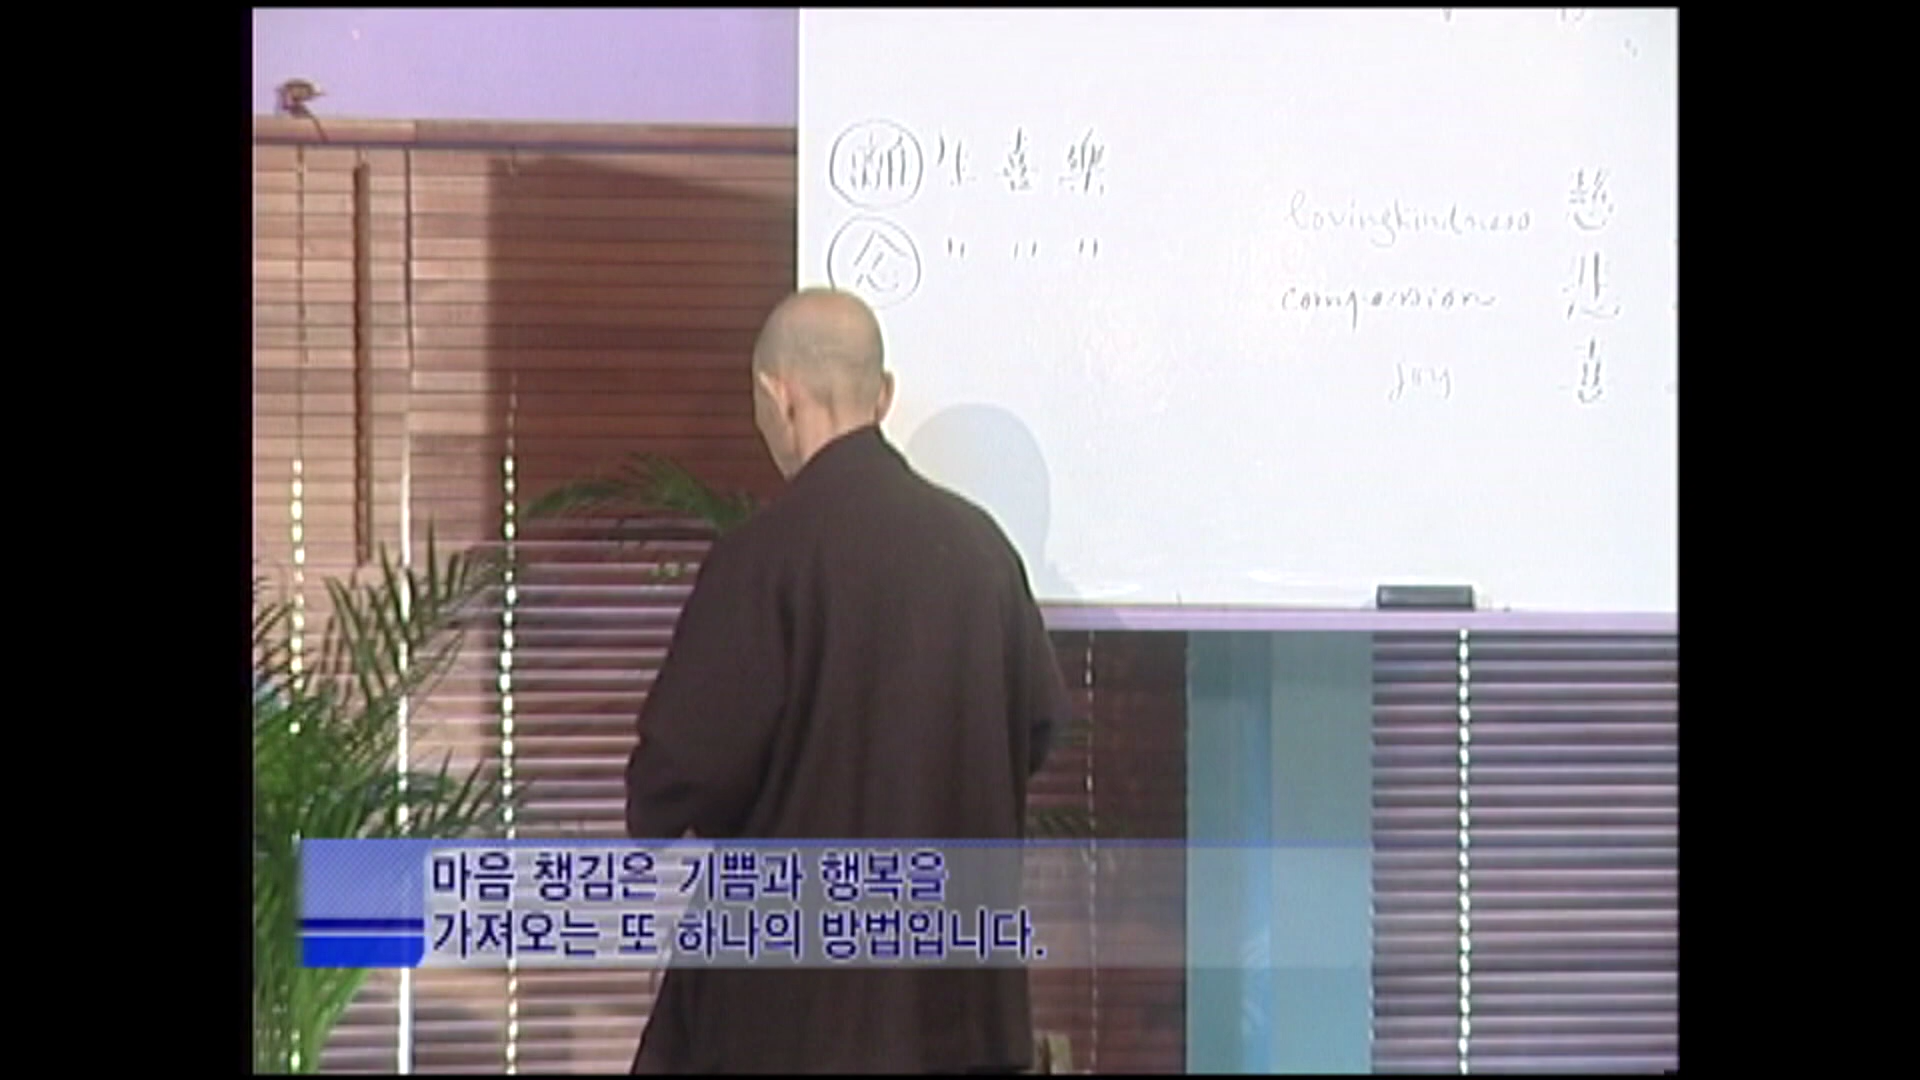 離 生 喜 樂
念 " " "
lovingkindness 慈
compassion 悲
joy 喜
마음 챙김은 기쁨과 행복을
가져오는 또 하나의 방법입니다.